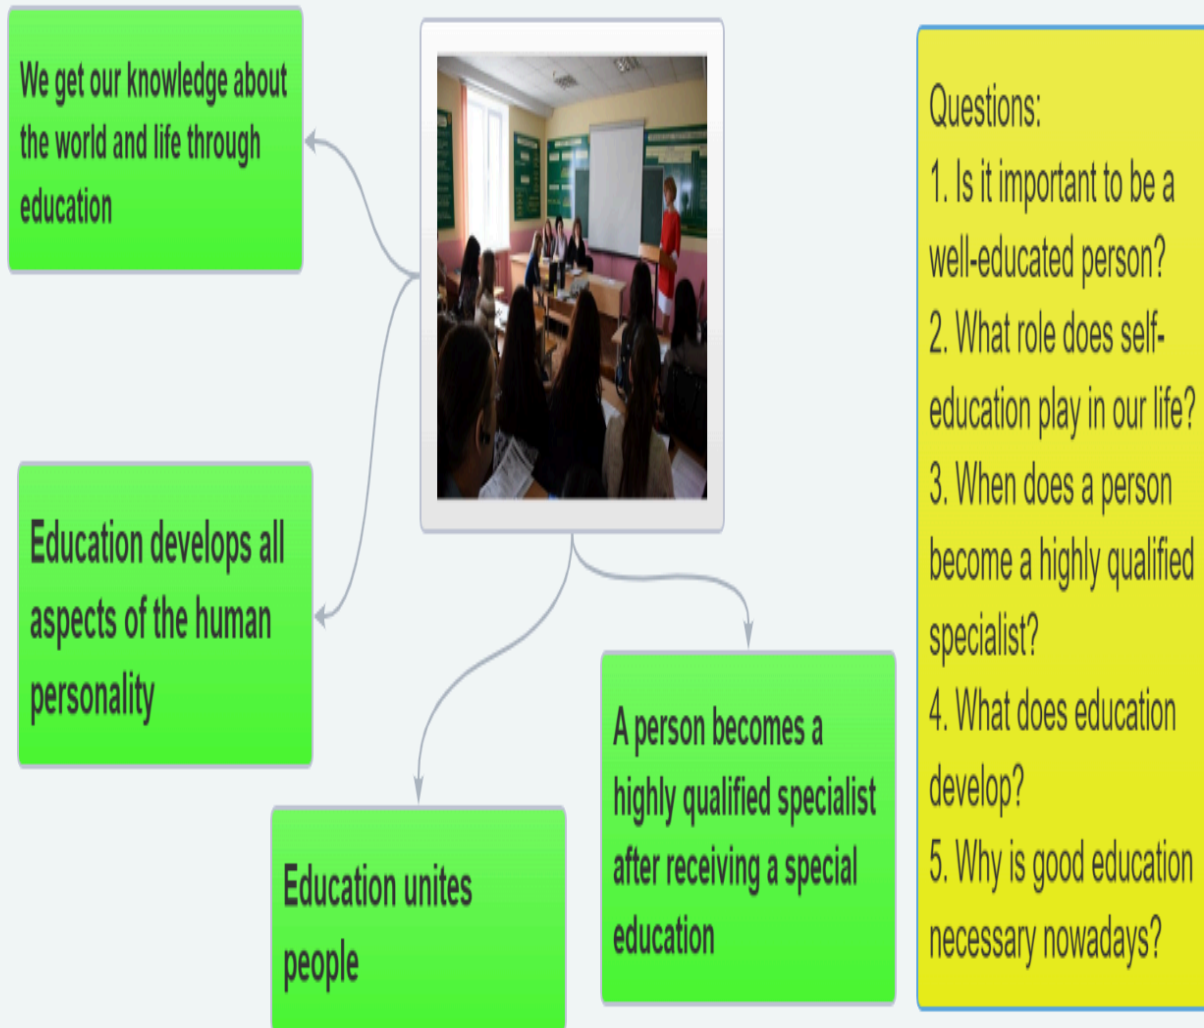 We get our knowledge about
the world and life through
education
Education develops all
aspects of the human
personality
Education unites
people
A person becomes a
highly qualified specialist
after receiving a special
education
Questions:
1. Is it important to be a
well-educated person?
2. What role does self-
education play in our life?
3. When does a person
become a highly qualified
specialist?
4. What does education
develop?
5. Why is good education
necessary nowadays?